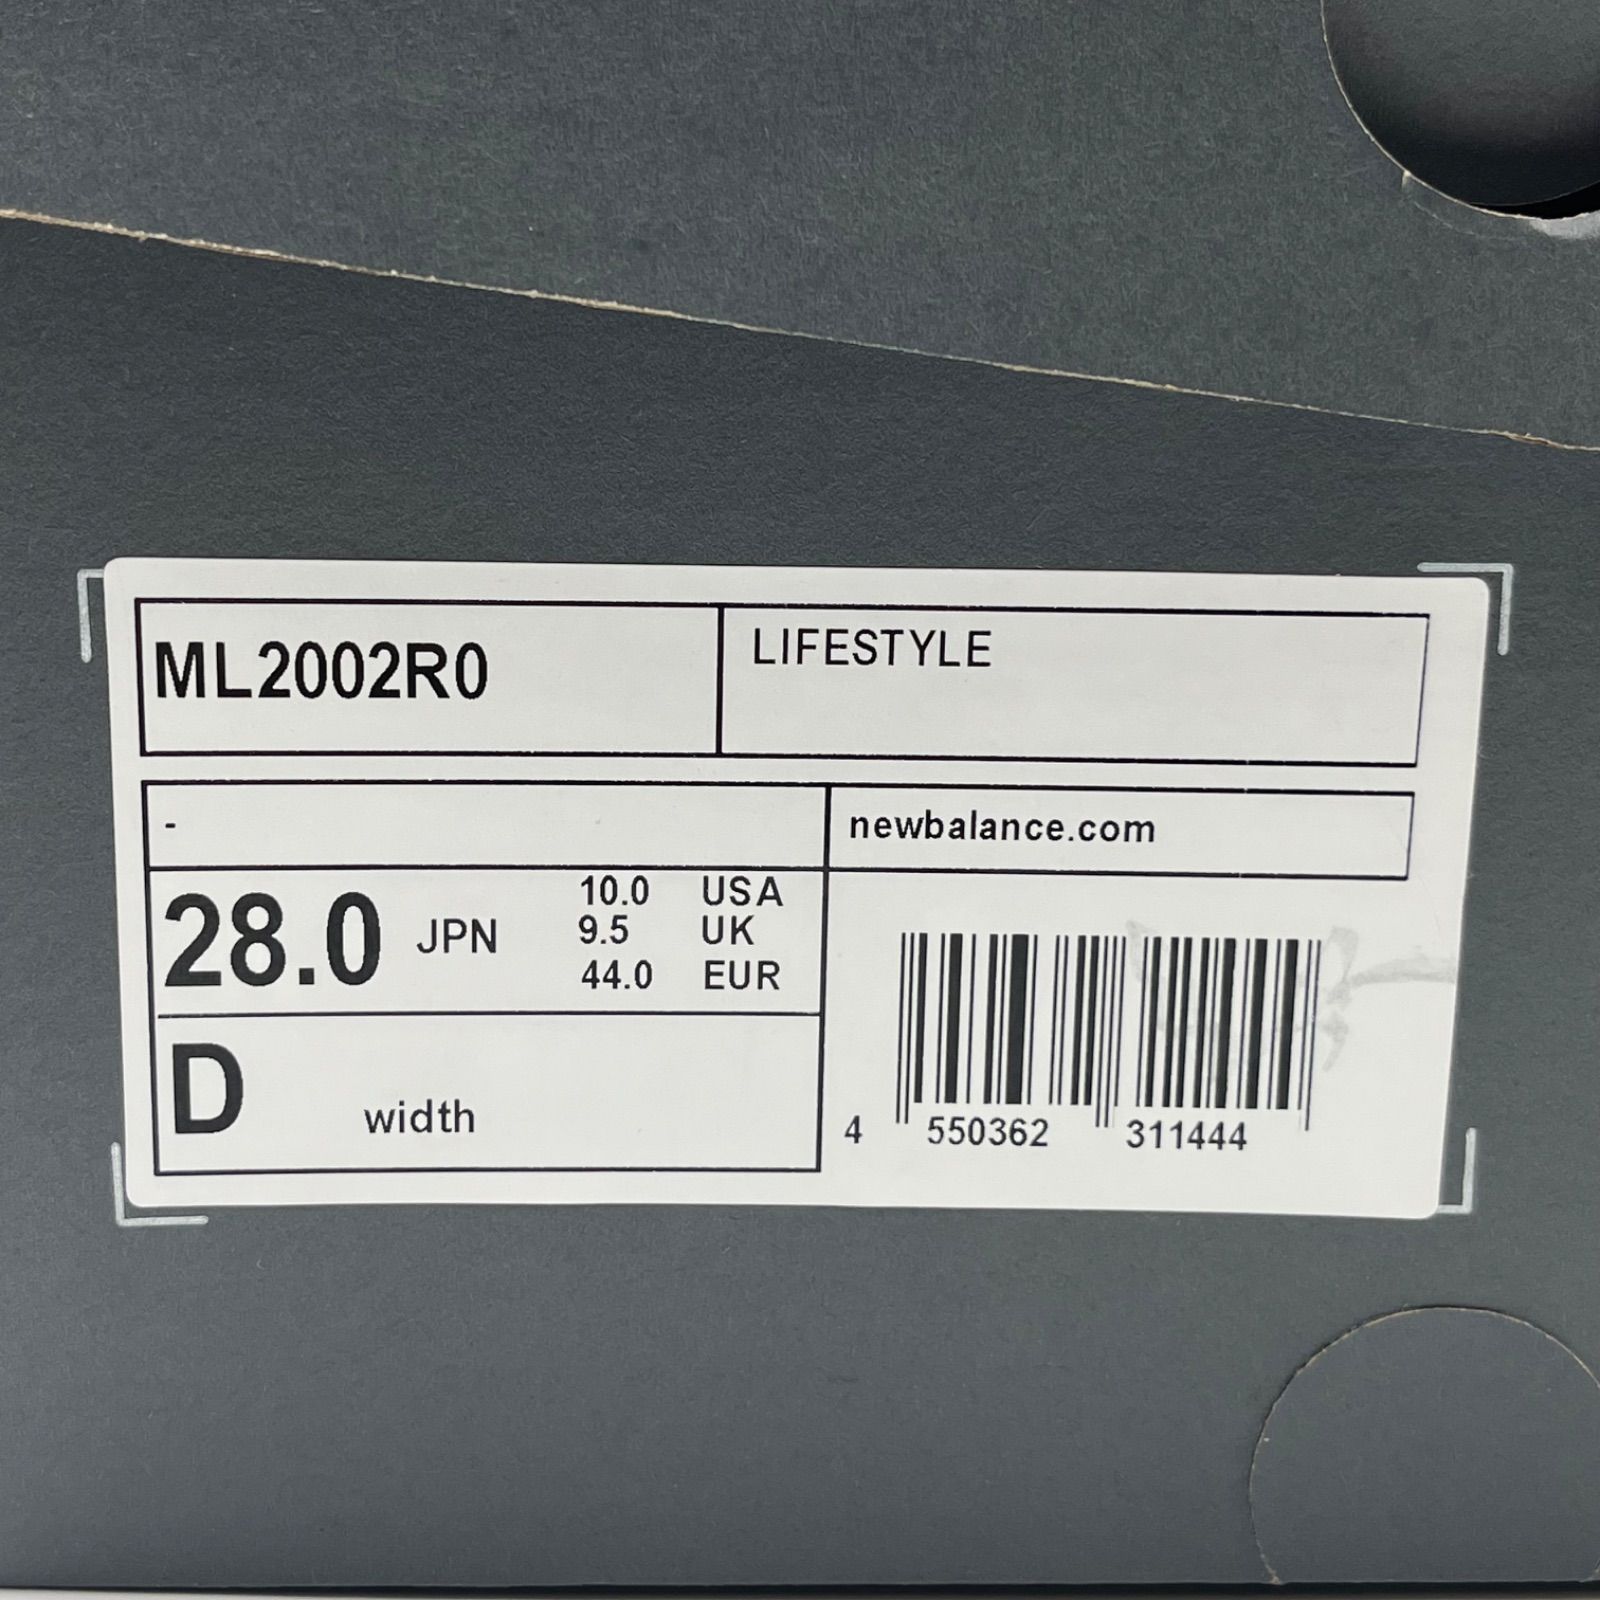 ML2002R0
LIFESTYLE
-
newbalance.com
28.0 JPN
10.0 USA
9.5 UK
44.0 EUR
D width
4 550362 311444